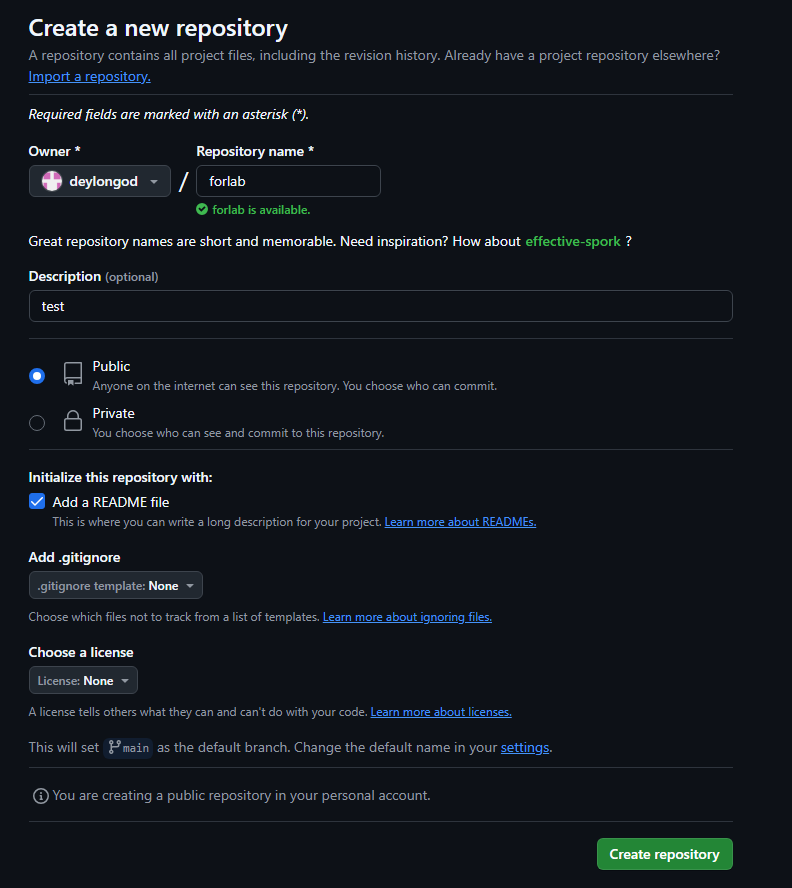 Create a new repository
A repository contains all project files, including the revision history. Already have a project repository elsewhere?
Import a repository.
Required fields are marked with an asterisk (*).
Owner * Repository name *
deylongod / forlab
forlab is available.
Great repository names are short and memorable. Need inspiration? How about effective-spork ?
Description (optional)
test
Public
Anyone on the internet can see this repository. You choose who can commit.
Private
You choose who can see and commit to this repository.
Initialize this repository with:
Add a README file
This is where you can write a long description for your project. Learn more about READMEs.
Add .gitignore
.gitignore template: None
Choose which files not to track from a list of templates. Learn more about ignoring files.
Choose a license
License: None
A license tells others what they can and can't do with your code. Learn more about licenses.
This will set main as the default branch. Change the default name in your settings.
You are creating a public repository in your personal account.
Create repository